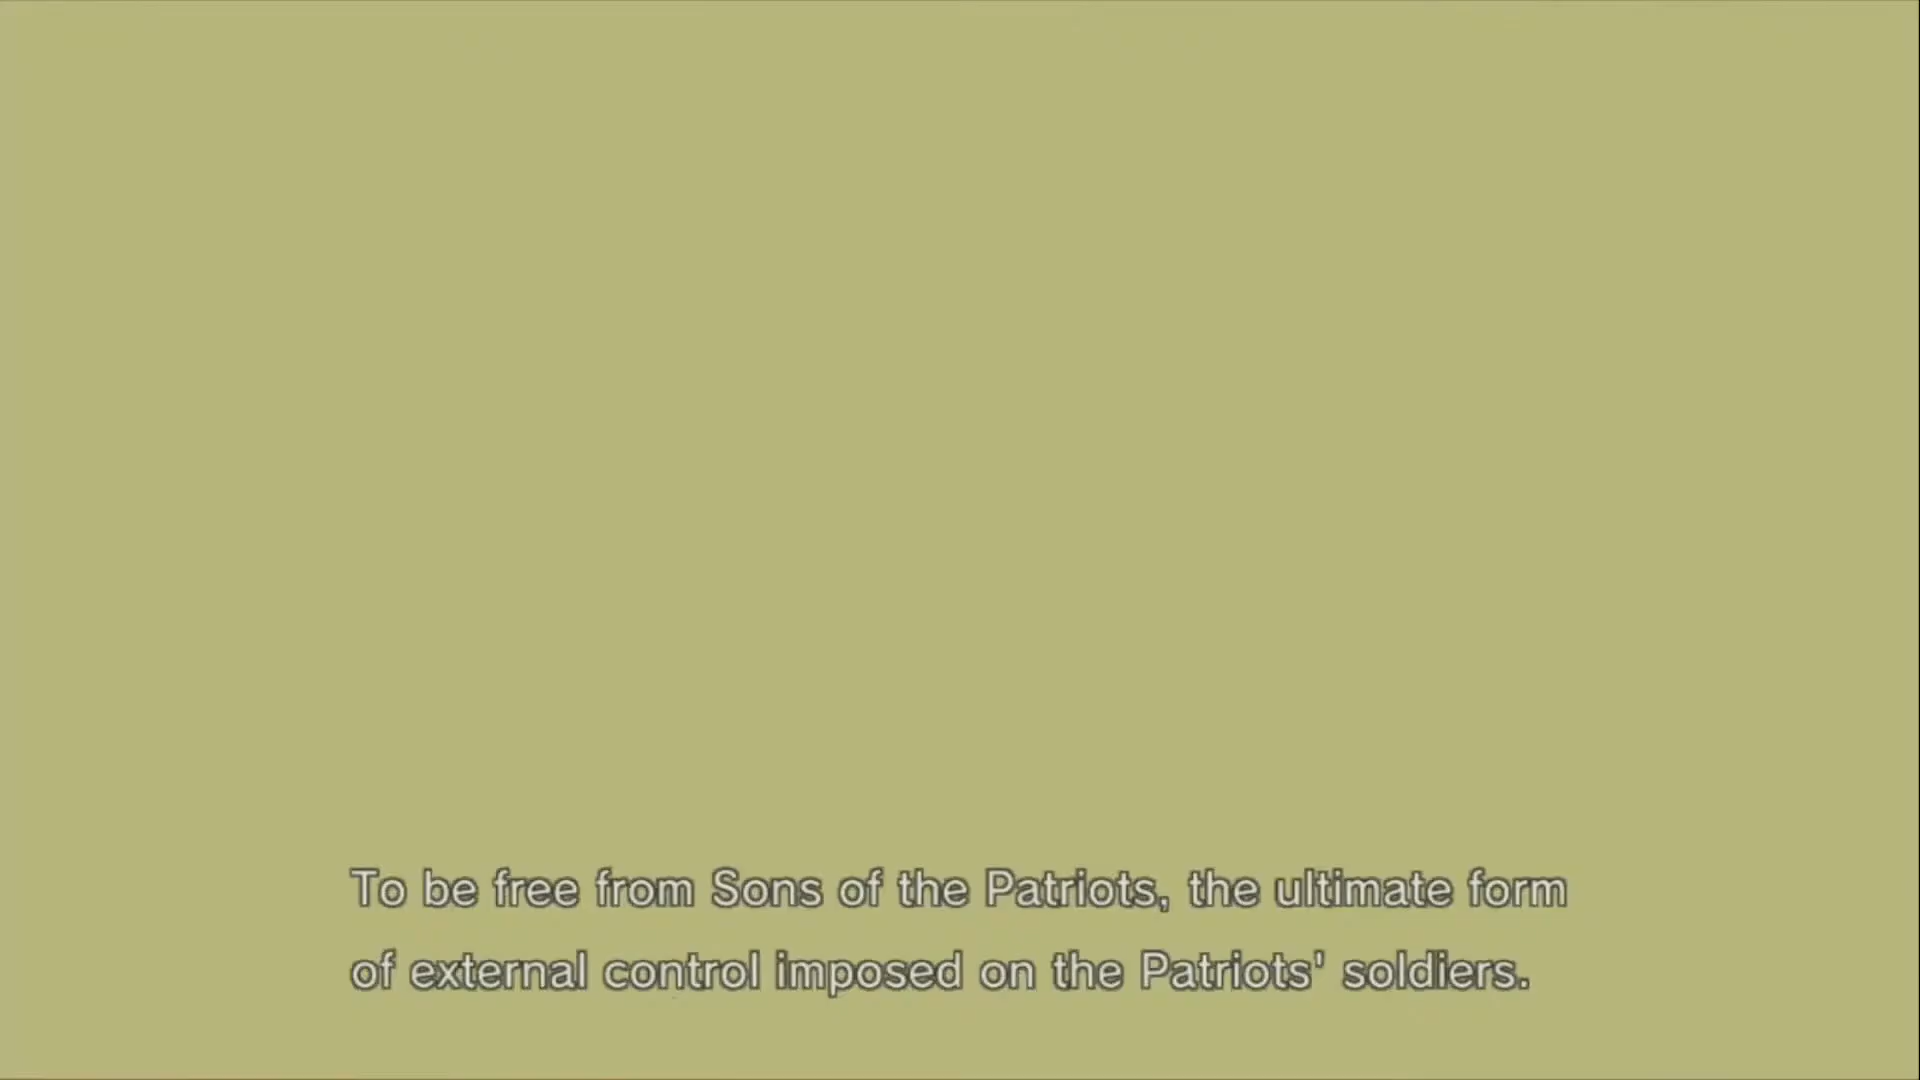 To be free from Sons of the Patriots, the ultimate form
of external control imposed on the Patriots' soldiers.